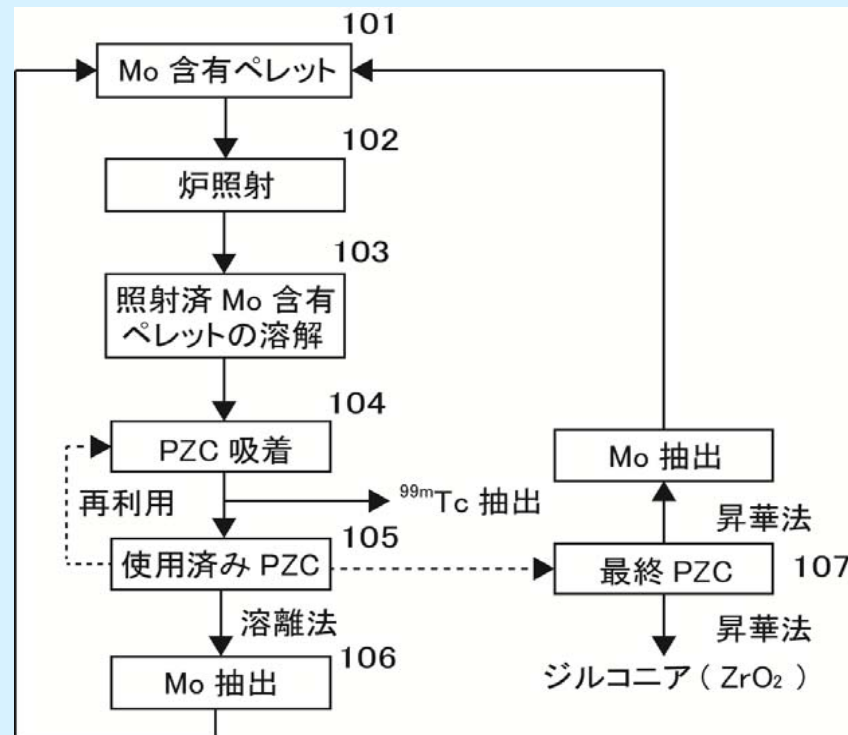 101
Mo 含有ペレット
102
炉照射
103
照射済 Mo 含有
ペレットの溶解
104
PZC 吸着
再利用
99mTc 抽出
105
使用済み PZC
溶離法
106
Mo 抽出
Mo 抽出
昇華法
最終 PZC
107
昇華法
ジルコニア ( ZrO2 )